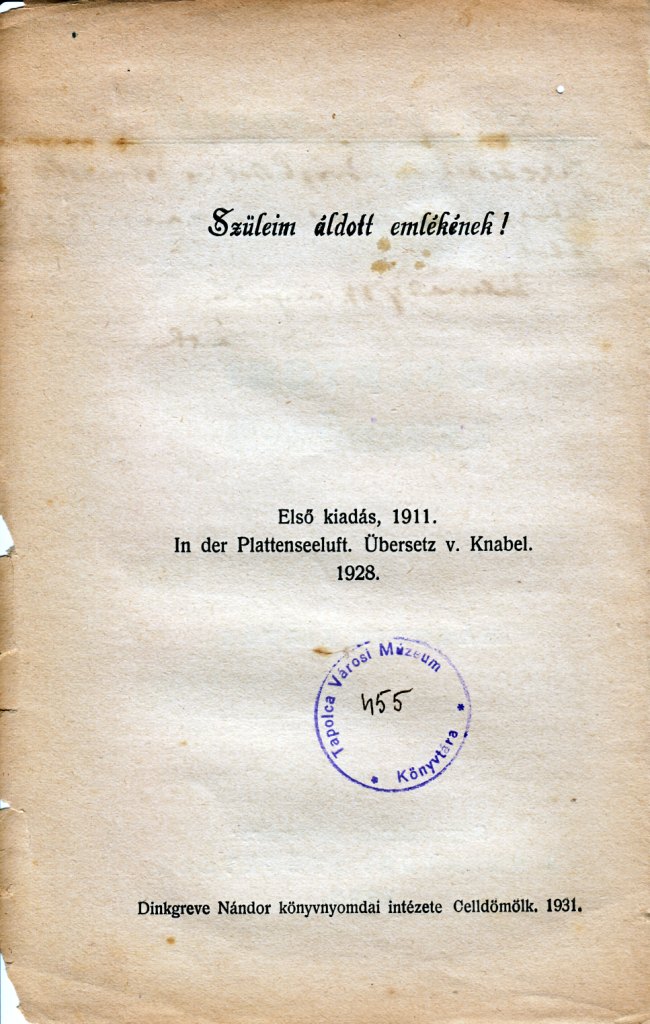 Szüleim áldott emlékének!
Első kiadás, 1911.
In der Plattenseeluft. Übersetz v. Knabel.
1928.
Tapolca Városi Múzeum
455
* Könyvtára *
Dinkgreve Nándor könyvnyomdai intézete Celldömölk. 1931.